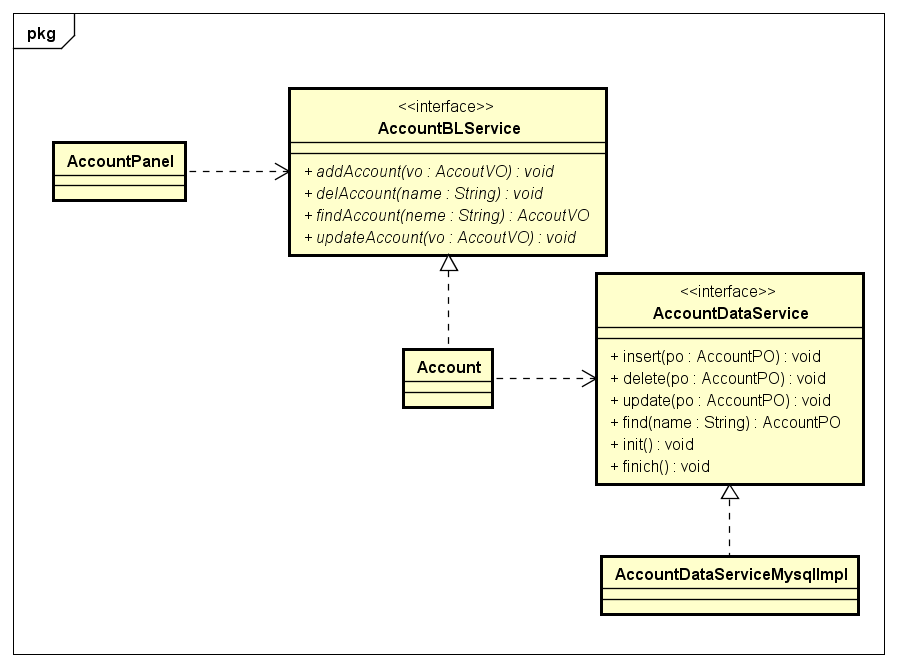 pkg
<<interface>>
AccountBLService
+ addAccount(vo : AccoutVO) : void
+ delAccount(name : String) : void
+ findAccount(neme : String) : AccoutVO
+ updateAccount(vo : AccoutVO) : void
AccountPanel
<<interface>>
AccountDataService
+ insert(po : AccountPO) : void
+ delete(po : AccountPO) : void
+ update(po : AccountPO) : void
+ find(name : String) : AccountPO
+ init() : void
+ finich() : void
Account
AccountDataServiceMysqlImpl